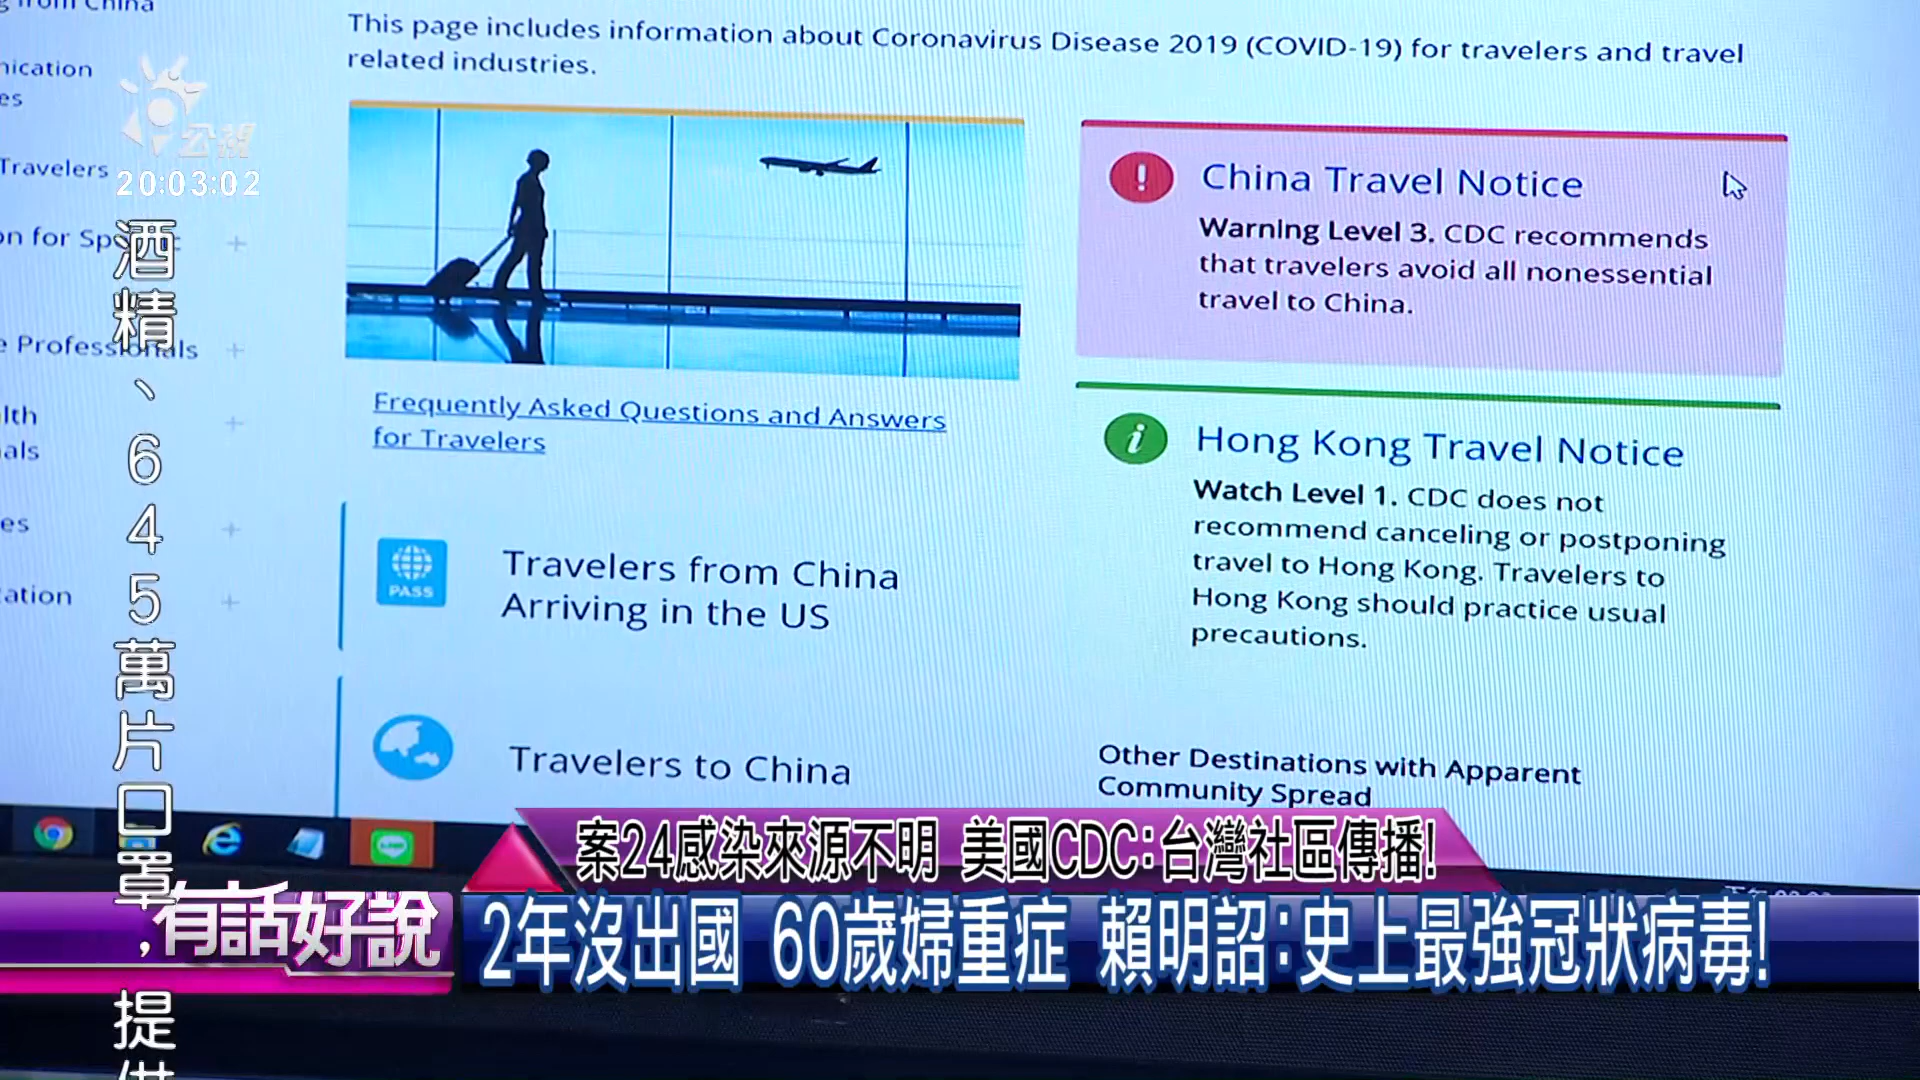 This page includes information about Coronavirus Disease 2019 (COVID-19) for travelers and travel
related industries.
公視
20:03:02
Travelers
China Travel Notice
Warning Level 3. CDC recommends
that travelers avoid all nonessential
travel to China.
Frequently Asked Questions and Answers
for Travelers
Hong Kong Travel Notice
Watch Level 1. CDC does not
recommend canceling or postponing
travel to Hong Kong. Travelers to
Hong Kong should practice usual
precautions.
PASS
Travelers from China
Arriving in the US
Travelers to China
Other Destinations with Apparent
Community Spread
酒精、645萬片口罩,提供
案24感染來源不明 美國CDC:台灣社區傳播!
有話好說
2年沒出國 60歲婦重症 賴明詔:史上最強冠狀病毒!